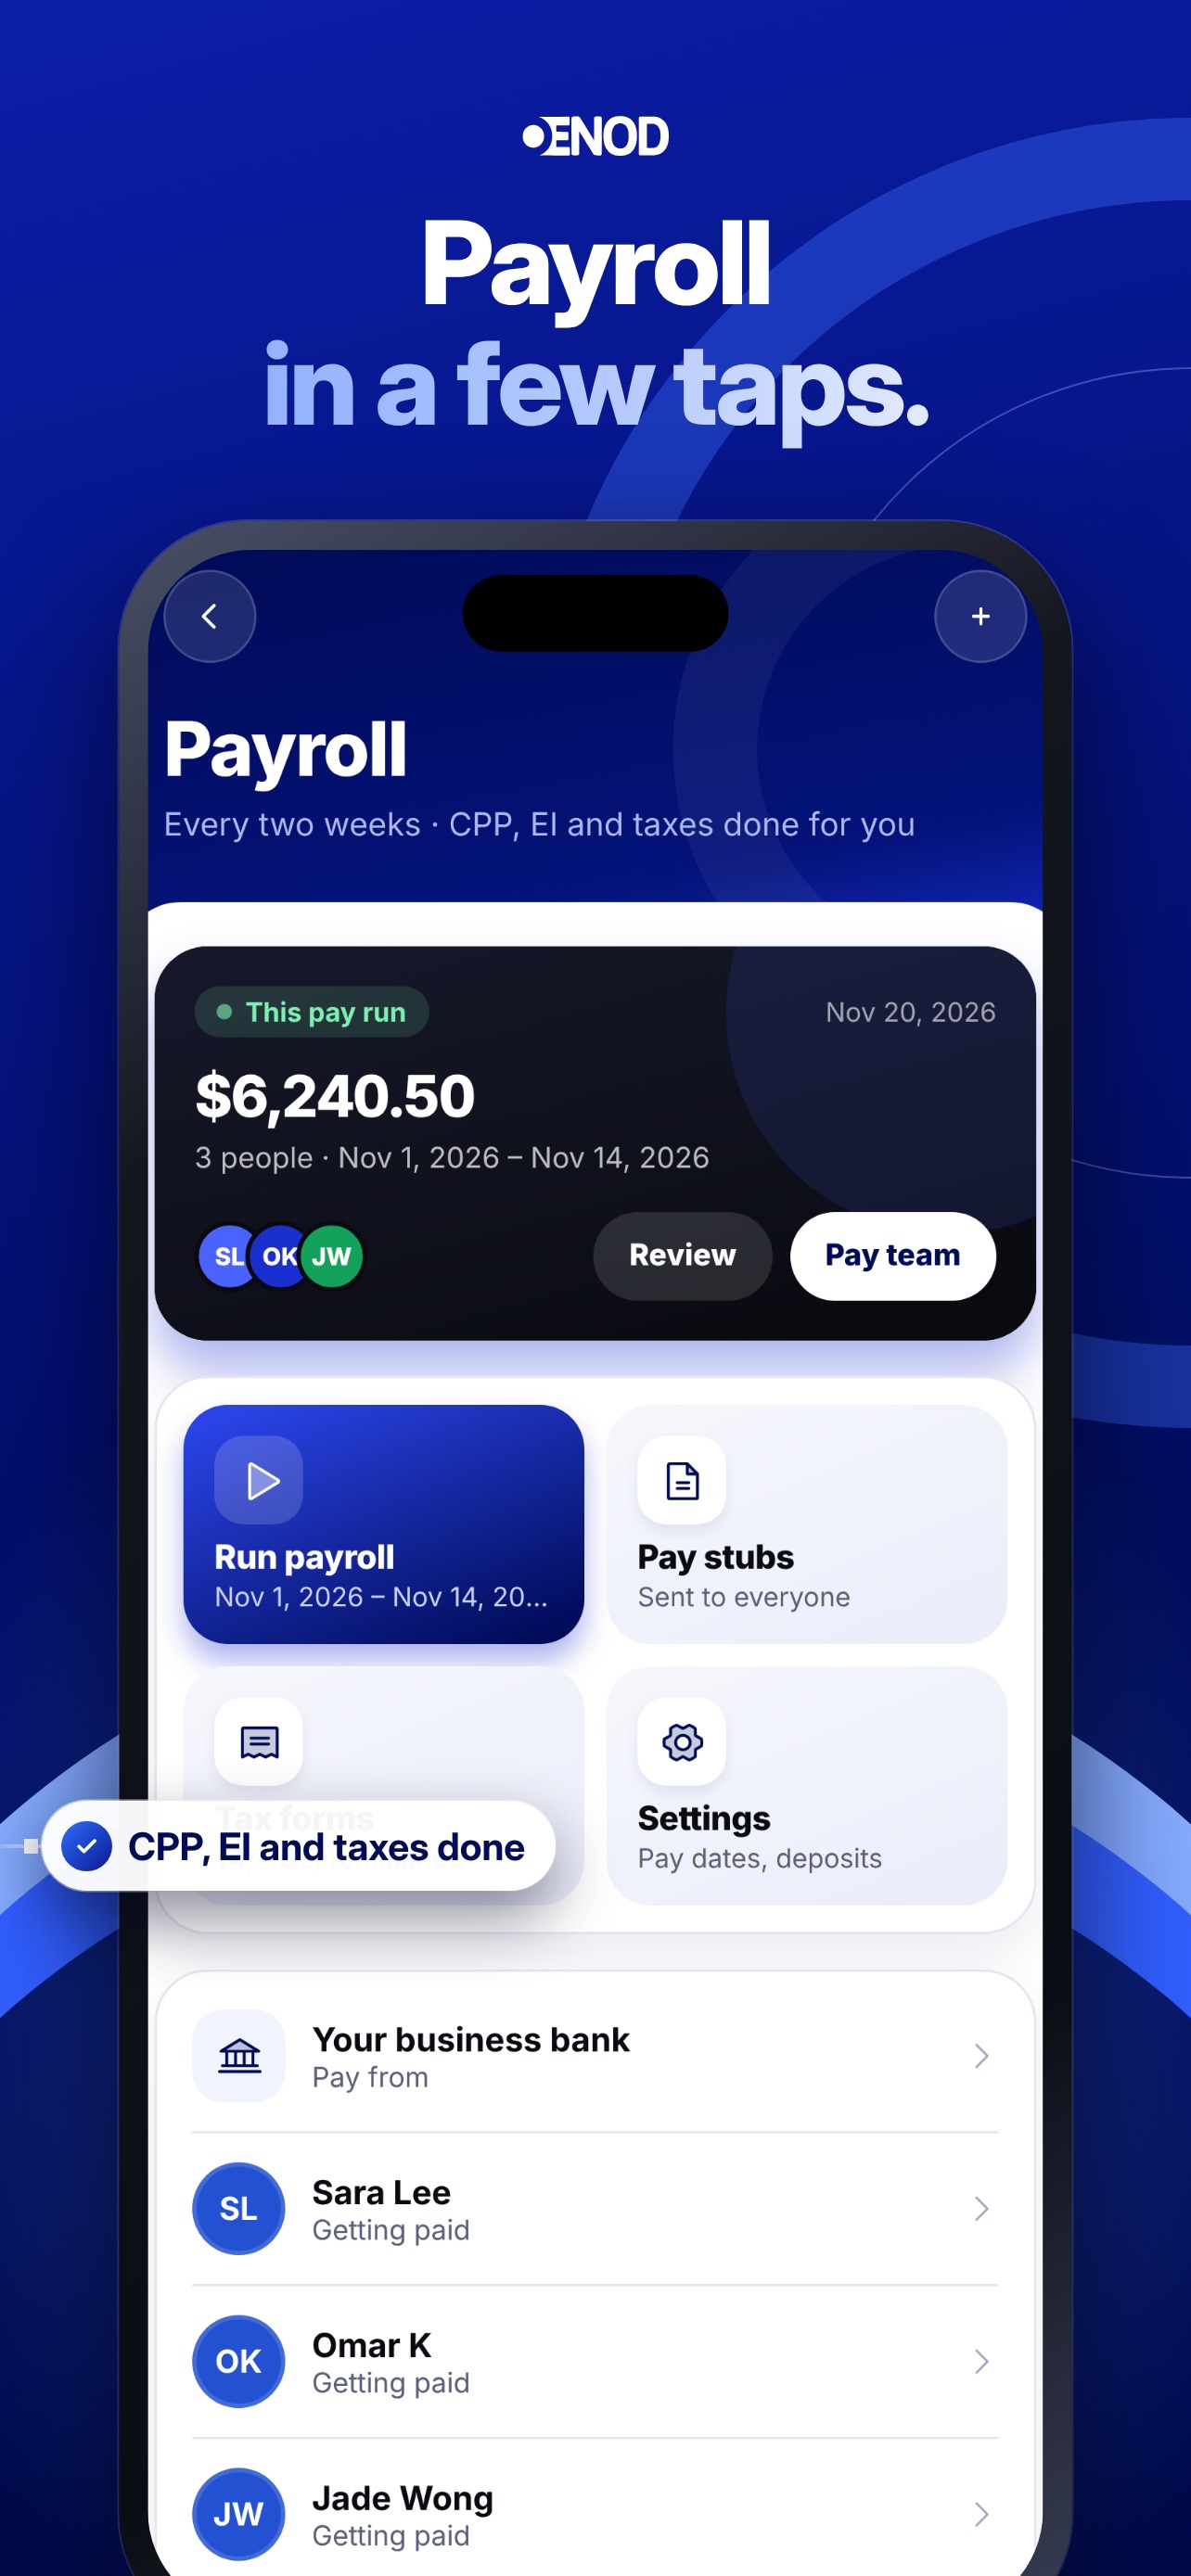 ENOD
Payroll
in a few taps.
Payroll
Every two weeks · CPP, EI and taxes done for you
This pay run
Nov 20, 2026
$6,240.50
3 people · Nov 1, 2026 – Nov 14, 2026
SL OK JW
Review
Pay team
Run payroll
Nov 1, 2026 – Nov 14, 20...
Pay stubs
Sent to everyone
Tax forms
CPP, EI and taxes done
Settings
Pay dates, deposits
Your business bank
Pay from
SL
Sara Lee
Getting paid
OK
Omar K
Getting paid
JW
Jade Wong
Getting paid